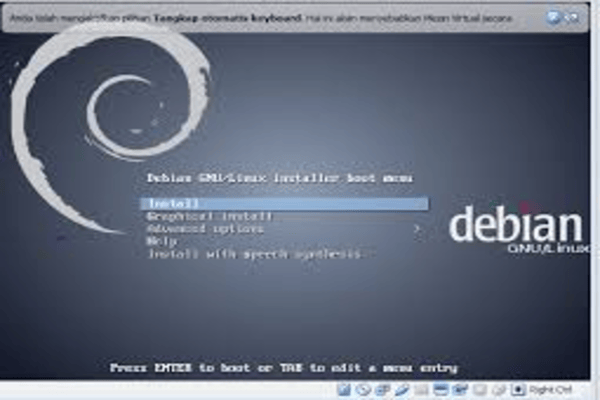 Anda telah mengaktifkan pilihan Tangkap otomatis keyboard. Hal ini akan menyebabkan Mesin Virtual secara
Debian GNU/Linux installer boot menu
Install
Graphical install
Advanced options >
Help
Install with speech synthesis
debian
GNU/Linux
Press ENTER to boot or TAB to edit a menu entry
Right Ctrl